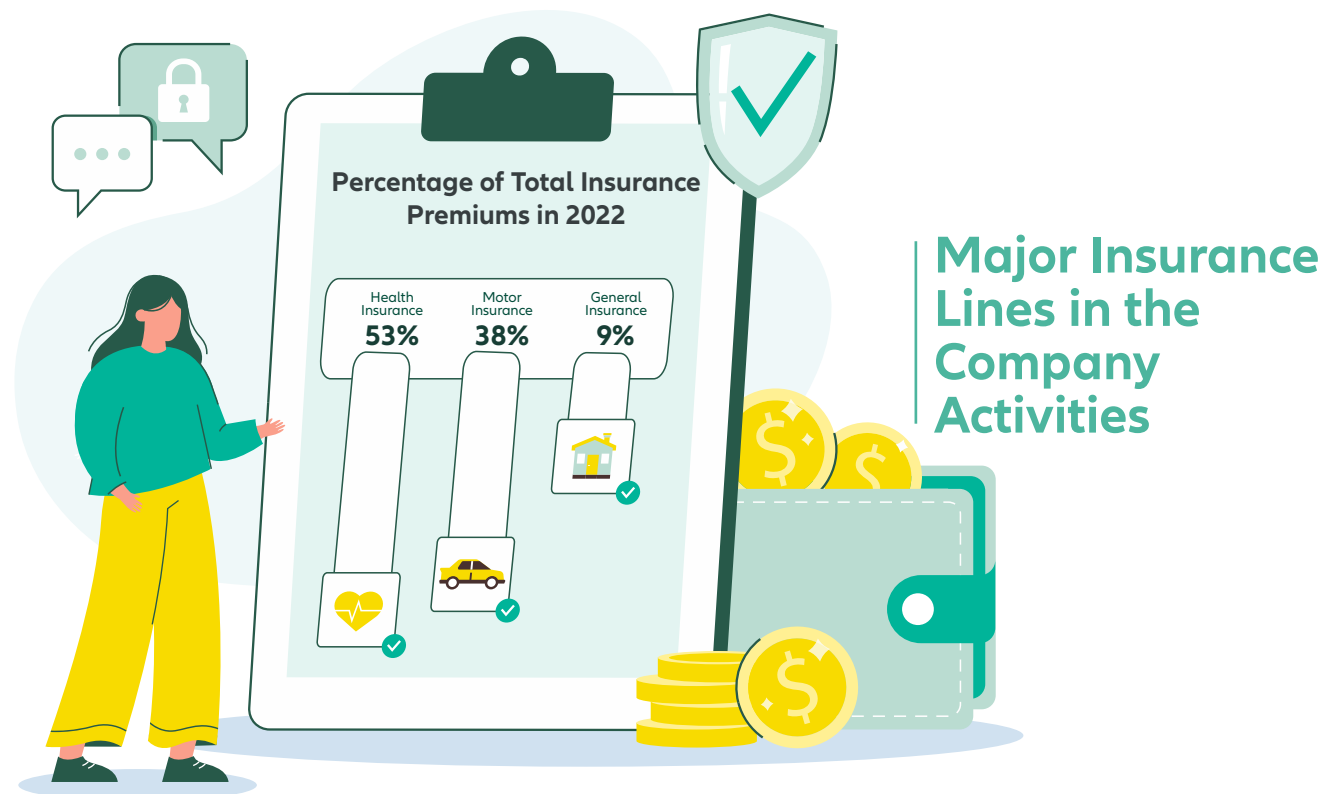 Percentage of Total Insurance
Premiums in 2022
Health
Insurance
53%
Motor
Insurance
38%
General
Insurance
9%
Major Insurance
Lines in the
Company
Activities